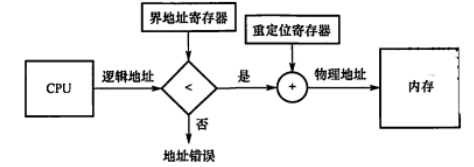 界地址寄存器
重定位寄存器
CPU
逻辑地址
<
是
+
物理地址
内存
否
地址错误